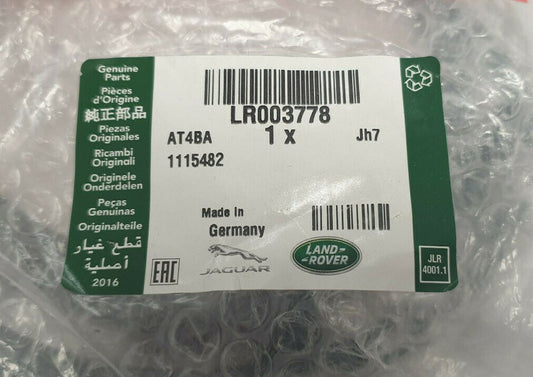 Genuine
Parts
Pièces
d'Origine
純正部品
Piezas
Originales
Ricambi
Originali
Originele
Onderdelen
Peças
Genuínas
Originalteile
قطع غيار
أصلية
2016
LR003778
1 x
Jh7
AT4BA
1115482
Made in
Germany
EAC
JAGUAR
LAND-
ROVER
JLR
4001.1